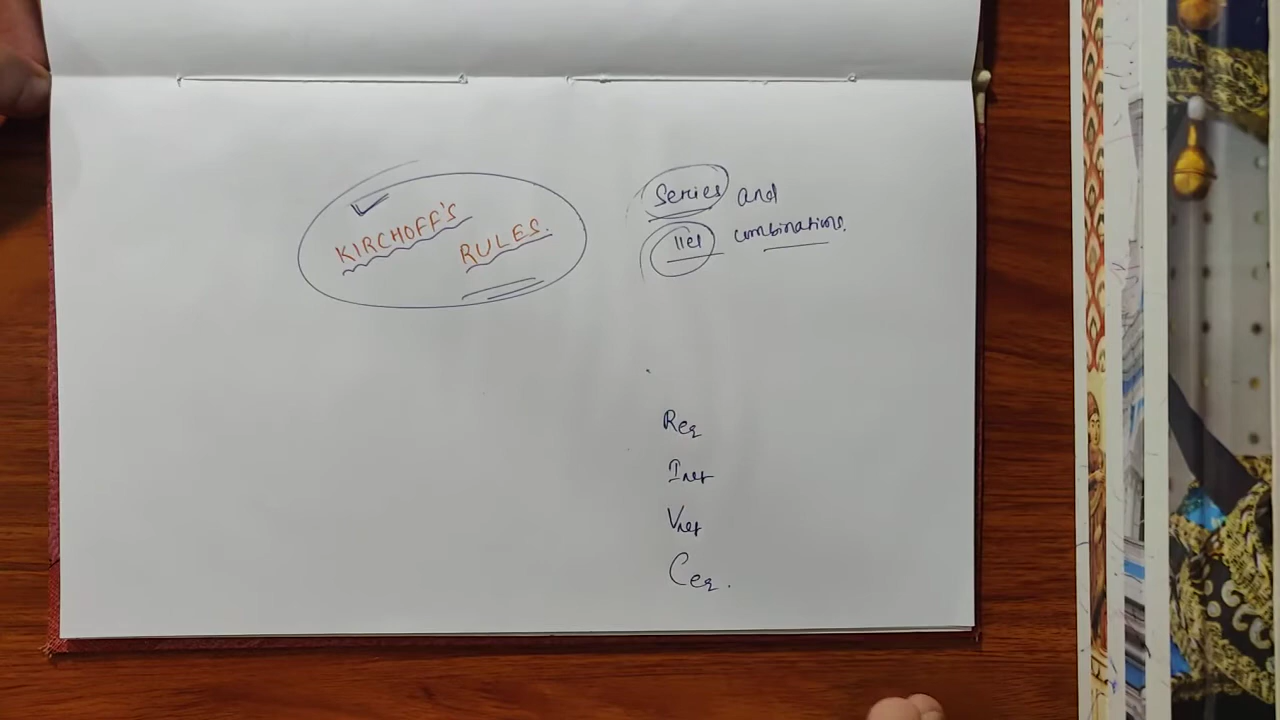 KIRCHOFF'S
RULES.
Series and
||el combinations.
Req
Inet
Vnet
Ceq.